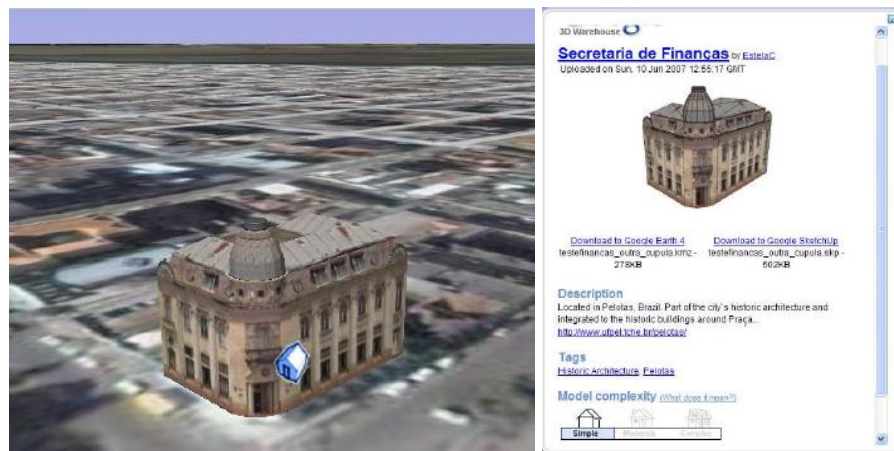 3D Warehouse
Secretaria de Finanças by EstelaC
Uploaded on Sun, 10 Jun 2007 12:55:17 GMT
Download to Google Earth 4
testefinancas_outra_cupula.kmz -
278KB
Download to Google SketchUp
testefinancas_outra_cupula.skp -
502KB
Description
Located in Pelotas, Brazil. Part of the city's historic architecture and
integrated to the historic buildings around Praça...
http://www.ufpel.tche.br/pelotas/
Tags
Historic Architecture, Pelotas
Model complexity (What does it mean?)
Simple Moderate Complex